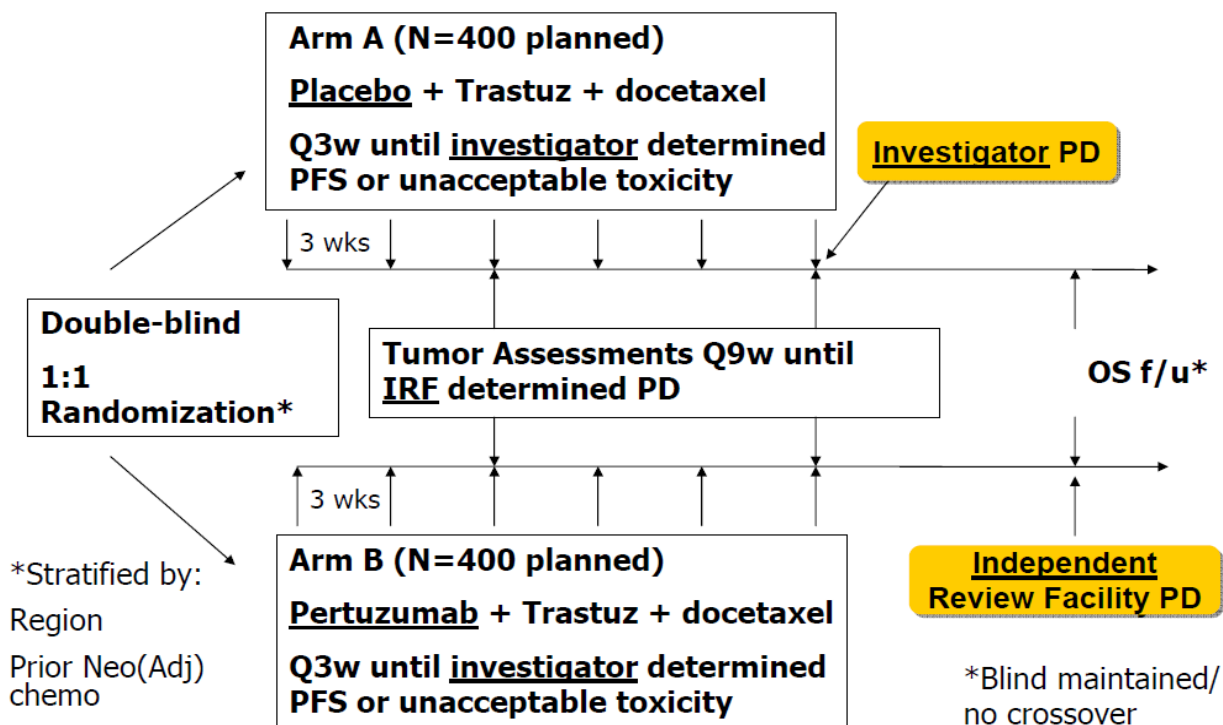 Arm A (N=400 planned)
Placebo + Trastuz + docetaxel
Q3w until investigator determined
PFS or unacceptable toxicity
Investigator PD
3 wks
Double-blind
1:1
Randomization*
Tumor Assessments Q9w until
IRF determined PD
OS f/u*
3 wks
Arm B (N=400 planned)
Pertuzumab + Trastuz + docetaxel
Q3w until investigator determined
PFS or unacceptable toxicity
Independent
Review Facility PD
*Stratified by:
Region
Prior Neo(Adj)
chemo
*Blind maintained/
no crossover